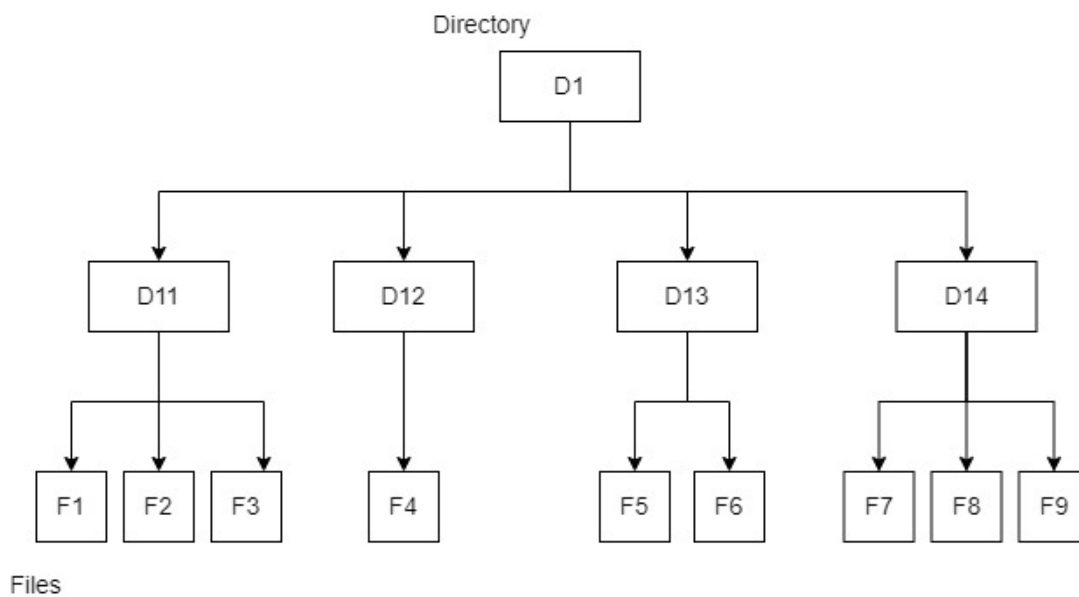 Directory
D1
D11 D12 D13 D14
F1 F2 F3 F4 F5 F6 F7 F8 F9
Files